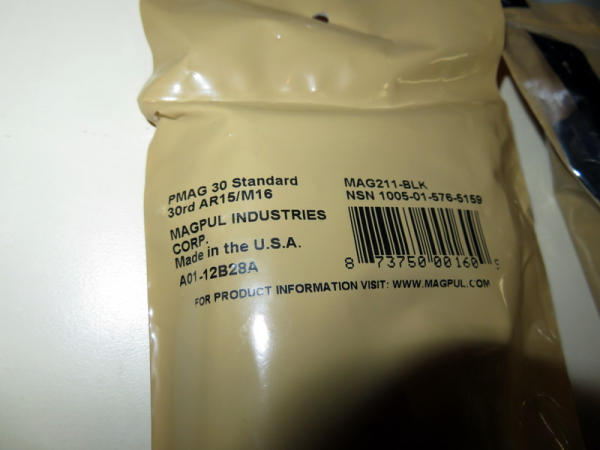 PMAG 30 Standard
30rd AR15/M16
MAGPUL INDUSTRIES
CORP.
Made in the U.S.A.
A01-12B28A
MAG211-BLK
NSN 1005-01-576-5159
8 73750 00160 9
FOR PRODUCT INFORMATION VISIT: WWW.MAGPUL.COM